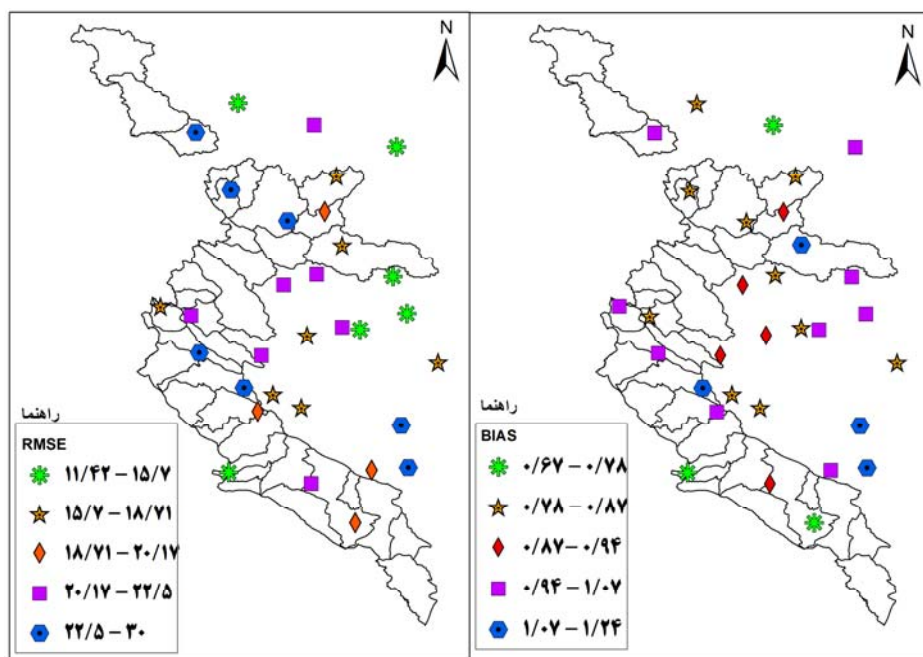 N
راهنما
RMSE
۱۱/۴۲ – ۱۵/۷
۱۵/۷ – ۱۸/۷۱
۱۸/۷۱ – ۲۰/۱۷
۲۰/۱۷ – ۲۲/۵
۲۲/۵ – ۳۰
N
راهنما
BIAS
۰/۶۷ – ۰/۷۸
۰/۷۸ – ۰/۸۷
۰/۸۷ – ۰/۹۴
۰/۹۴ – ۱/۰۷
۱/۰۷ – ۱/۲۴